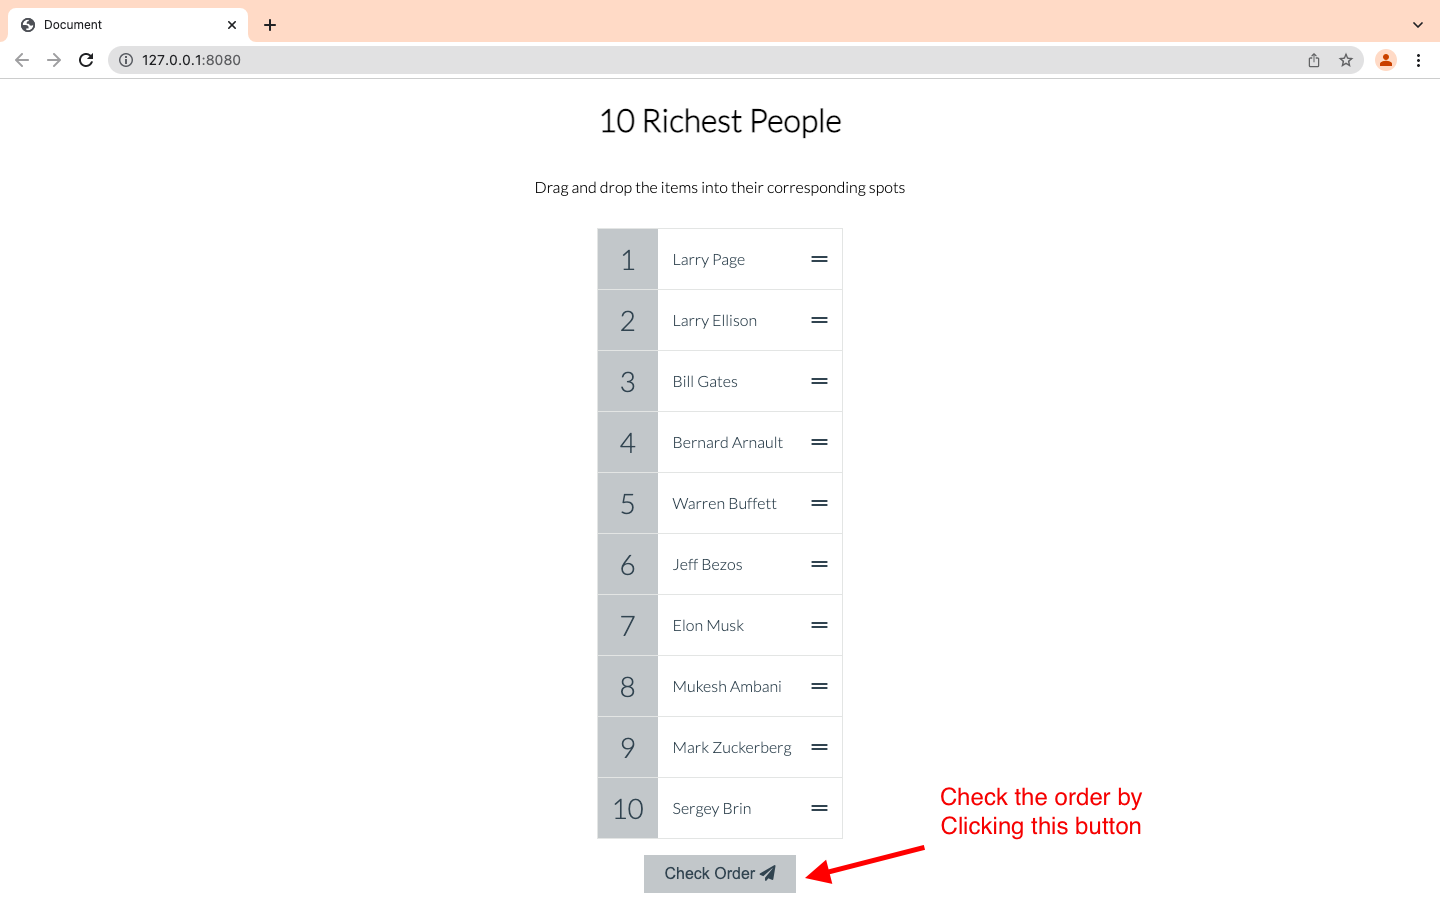 Document
127.0.0.1:8080
10 Richest People
Drag and drop the items into their corresponding spots
1 Larry Page
2 Larry Ellison
3 Bill Gates
4 Bernard Arnault
5 Warren Buffett
6 Jeff Bezos
7 Elon Musk
8 Mukesh Ambani
9 Mark Zuckerberg
10 Sergey Brin
Check the order by
Clicking this button
Check Order